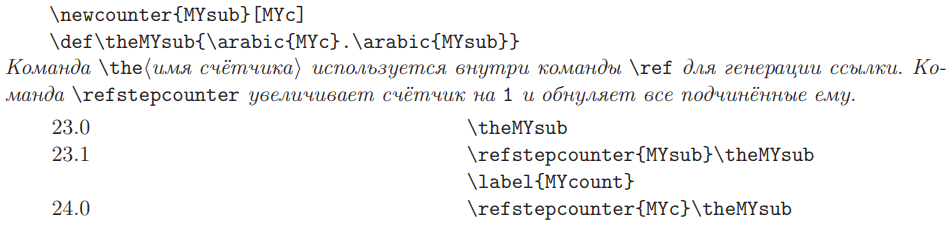 \newcounter{MYsub}[MYc]
\def\theMYsub{\arabic{MYc}.\arabic{MYsub}}
Команда \the⟨имя счётчика⟩ используется внутри команды \ref для генерации ссылки. Ко-
манда \refstepcounter увеличивает счётчик на 1 и обнуляет все подчинённые ему.
23.0 \theMYsub
23.1 \refstepcounter{MYsub}\theMYsub
\label{MYcount}
24.0 \refstepcounter{MYc}\theMYsub